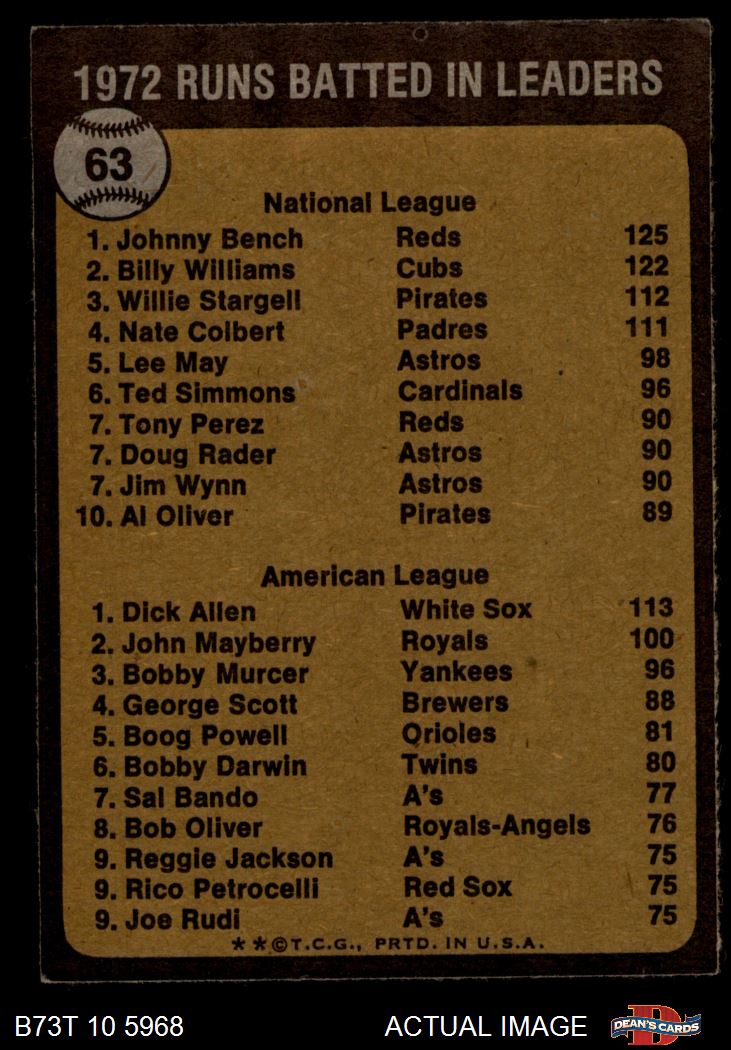 1972 RUNS BATTED IN LEADERS
63
National League
1. Johnny Bench Reds 125
2. Billy Williams Cubs 122
3. Willie Stargell Pirates 112
4. Nate Colbert Padres 111
5. Lee May Astros 98
6. Ted Simmons Cardinals 96
7. Tony Perez Reds 90
7. Doug Rader Astros 90
7. Jim Wynn Astros 90
10. Al Oliver Pirates 89
American League
1. Dick Allen White Sox 113
2. John Mayberry Royals 100
3. Bobby Murcer Yankees 96
4. George Scott Brewers 88
5. Boog Powell Orioles 81
6. Bobby Darwin Twins 80
7. Sal Bando A's 77
8. Bob Oliver Royals-Angels 76
9. Reggie Jackson A's 75
9. Rico Petrocelli Red Sox 75
9. Joe Rudi A's 75
**©T.C.G., PRTD. IN U.S.A.
B73T 10 5968 ACTUAL IMAGE
D DEAN'S CARDS